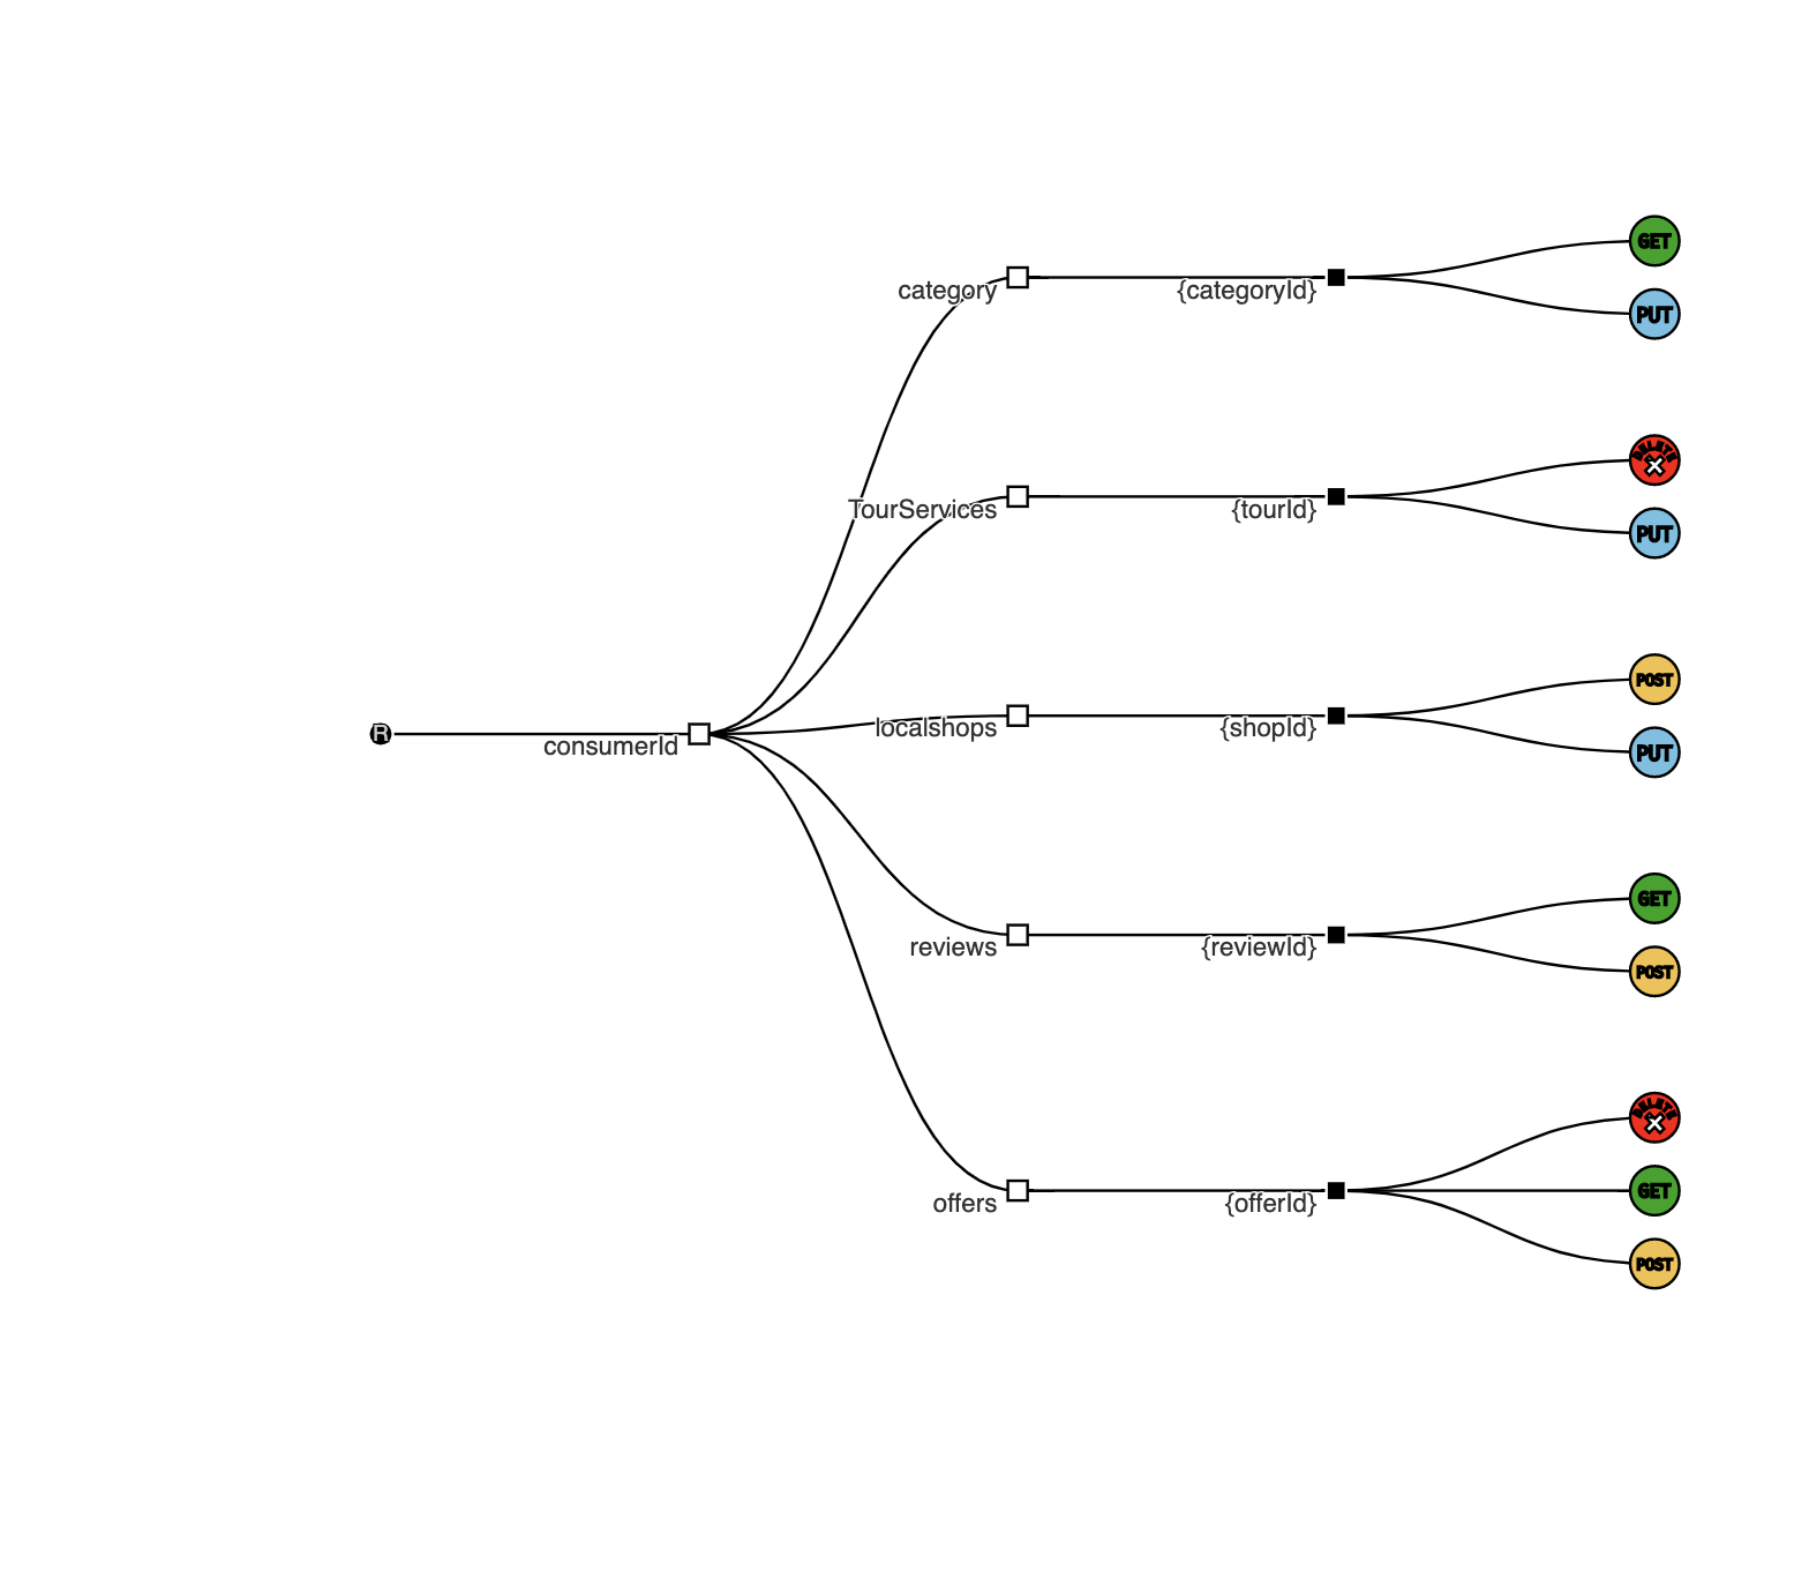 GET
category
{categoryId}
PUT
DELETE
TourServices
{tourId}
PUT
POST
localshops
{shopId}
R
consumerId
PUT
GET
reviews
{reviewId}
POST
DELETE
GET
offers
{offerId}
POST